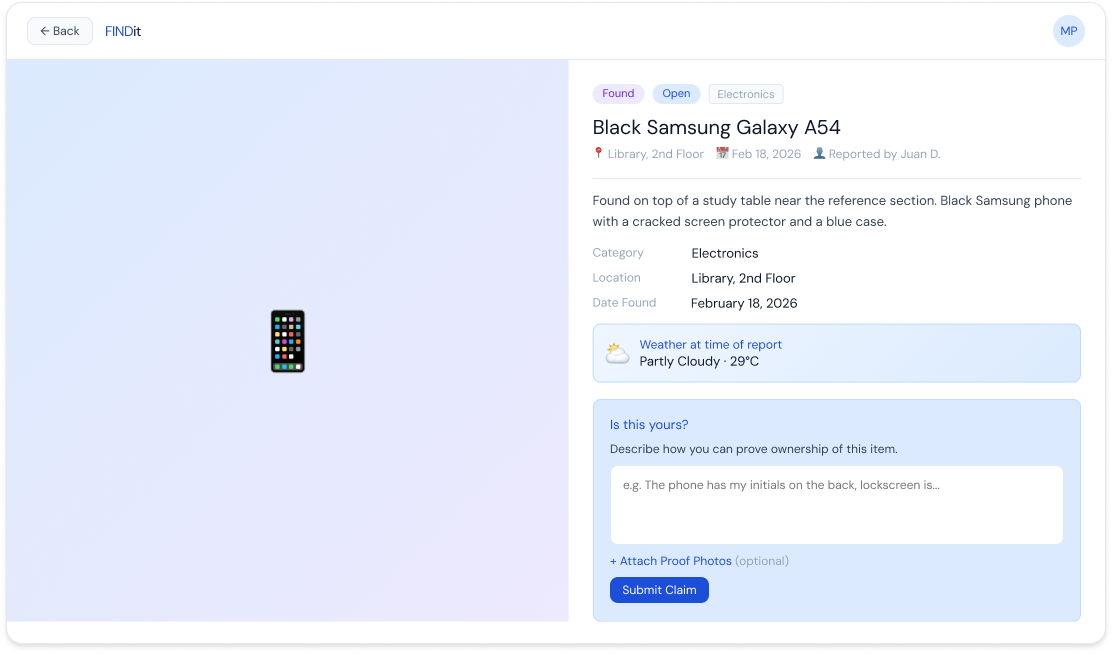 ← Back FINDit MP
Found Open Electronics
Black Samsung Galaxy A54
Library, 2nd Floor Feb 18, 2026 Reported by Juan D.
Found on top of a study table near the reference section. Black Samsung phone
with a cracked screen protector and a blue case.
Category Electronics
Location Library, 2nd Floor
Date Found February 18, 2026
Weather at time of report
Partly Cloudy · 29°C
Is this yours?
Describe how you can prove ownership of this item.
e.g. The phone has my initials on the back, lockscreen is...
+ Attach Proof Photos (optional)
Submit Claim